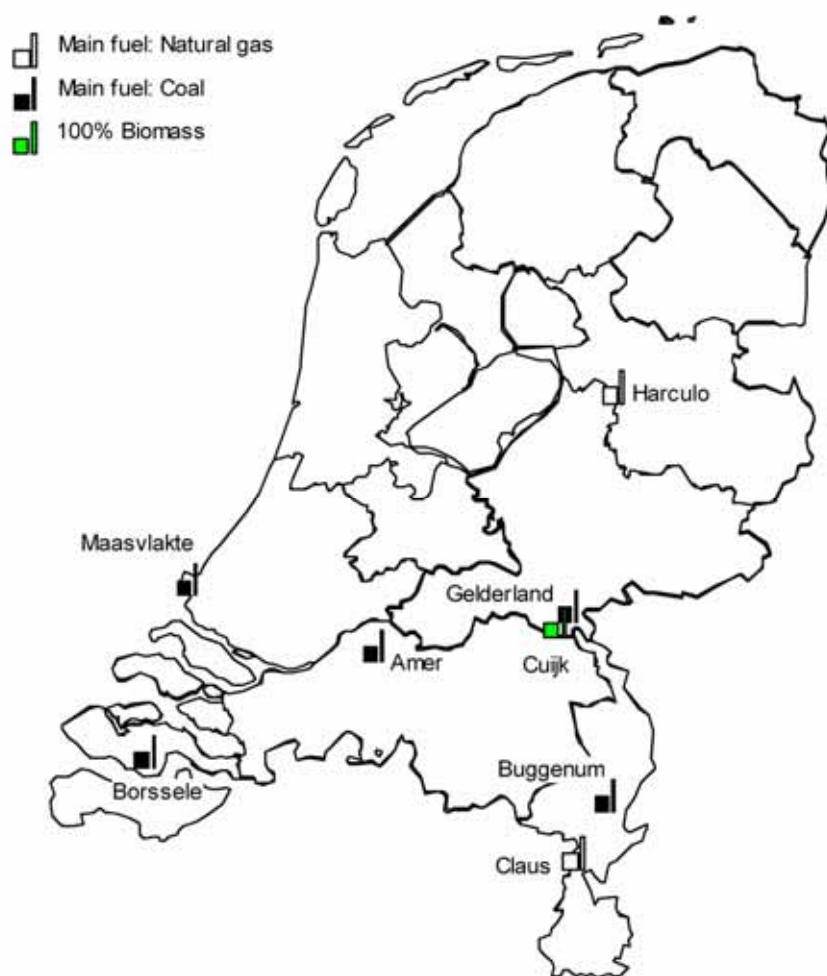 Main fuel: Natural gas
Main fuel: Coal
100% Biomass
Harculo
Maasvlakte
Gelderland
Amer
Cuijk
Buggenum
Borssele
Claus